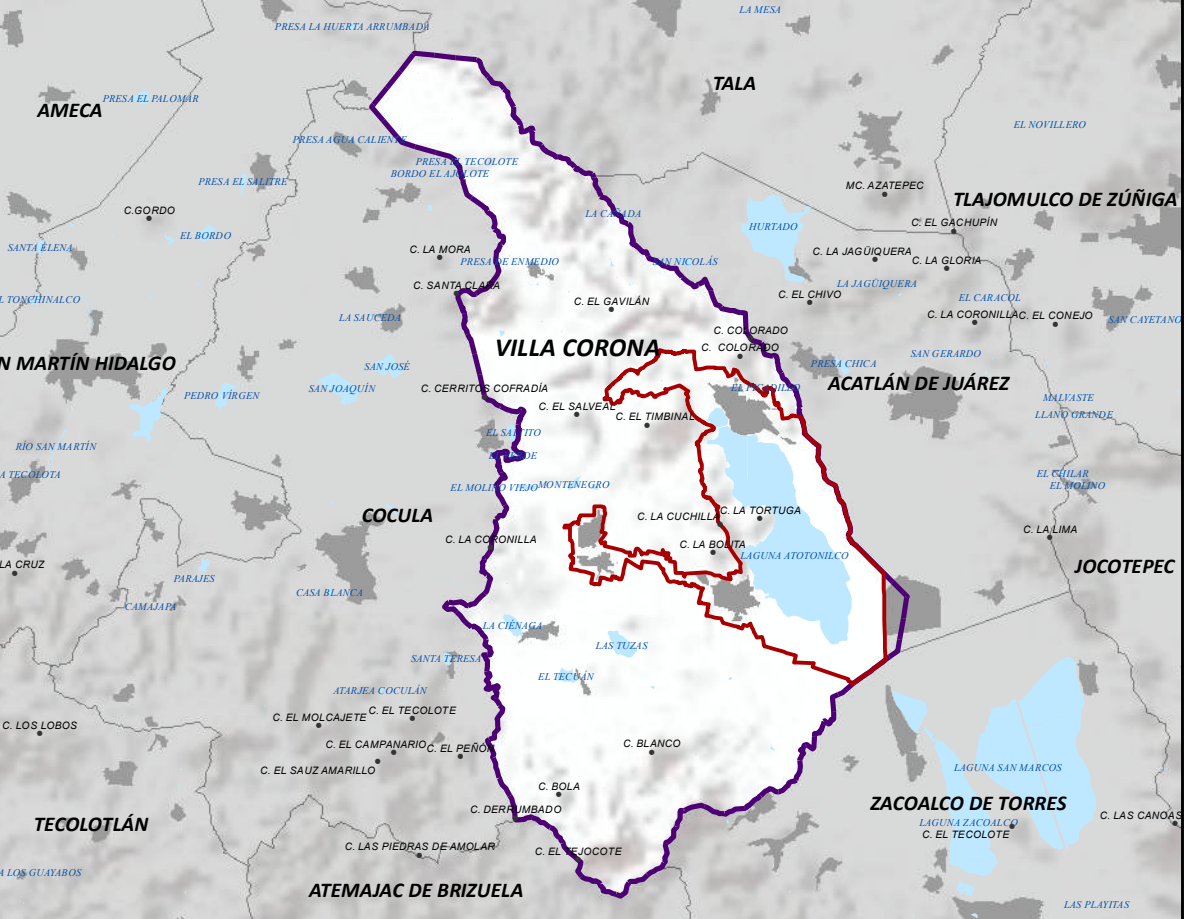 LA MESA
PRESA LA HUERTA ARRUMBADA
TALA
AMECA
PRESA EL PALOMAR
EL NOVILLERO
PRESA AGUA CALIENTE
PRESA EL TECOLOTE
BORDO EL AJOLOTE
PRESA EL SALITRE
MC. AZATEPEC
TLAJOMULCO DE ZÚÑIGA
C.GORDO
LA CAÑADA
C. EL GACHUPÍN
HURTADO
EL BORDO
SANTA ELENA
C. LA MORA
C. LA JAGÜIQUERA
PRESA DE ENMEDIO
SAN NICOLÁS
C. LA GLORIA
C. SANTA CLARA
LA JAGÜIQUERA
L TONCHINALCO
C. EL GAVILÁN
C. EL CHIVO
EL CARACOL
LA SAUCEDA
C. LA CORONILLA
C. EL CONEJO
SAN CAYETANO
C. COLORADO
VILLA CORONA
C. COLORADO
SAN GERARDO
N MARTÍN HIDALGO
SAN JOSÉ
PRESA CHICA
ACATLÁN DE JUÁREZ
SAN JOAQUÍN
C. CERRITOS COFRADÍA
PEDRO VÍRGEN
MALVASTE
C. EL SALVEAL
C. EL TIMBINAL
LLANO GRANDE
EL SALTITO
RÍO SAN MARTÍN
A TECOLOTA
EL CHILAR
EL MOLINO VIEJO
MONTENEGRO
EL MOLINO
COCULA
C. LA CUCHILLA
C. LA TORTUGA
C. LA LIMA
C. LA CORONILLA
C. LA BOLITA
LAGUNA ATOTONILCO
LA CRUZ
JOCOTEPEC
PARAJES
CASA BLANCA
CAMAJAPA
LA CIÉNAGA
LAS TUZAS
SANTA TERESA
EL TECUÁN
ATARJEA COCULÁN
C. EL TECOLOTE
C. EL MOLCAJETE
C. LOS LOBOS
C. EL CAMPANARIO
C. EL PEÑÓN
C. BLANCO
C. EL SAUZ AMARILLO
LAGUNA SAN MARCOS
C. BOLA
ZACOALCO DE TORRES
C. DERRUMBADO
TECOLOTLÁN
LAGUNA ZACOALCO
C. LAS CANOAS
C. EL TECOLOTE
C. LAS PIEDRAS DE AMOLAR
C. EL TEJOCOTE
A LOS GUAYABOS
ATEMAJAC DE BRIZUELA
LAS PLAYITAS